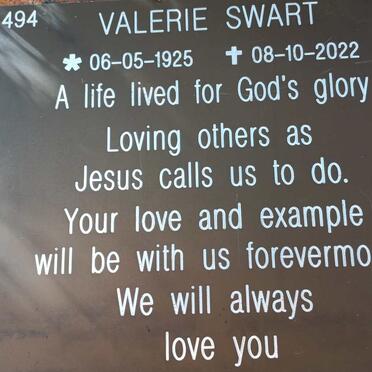 494 VALERIE SWART
* 06-05-1925 ✝ 08-10-2022
A life lived for God's glory
Loving others as
Jesus calls us to do.
Your love and example
will be with us forevermo
We will always
love you